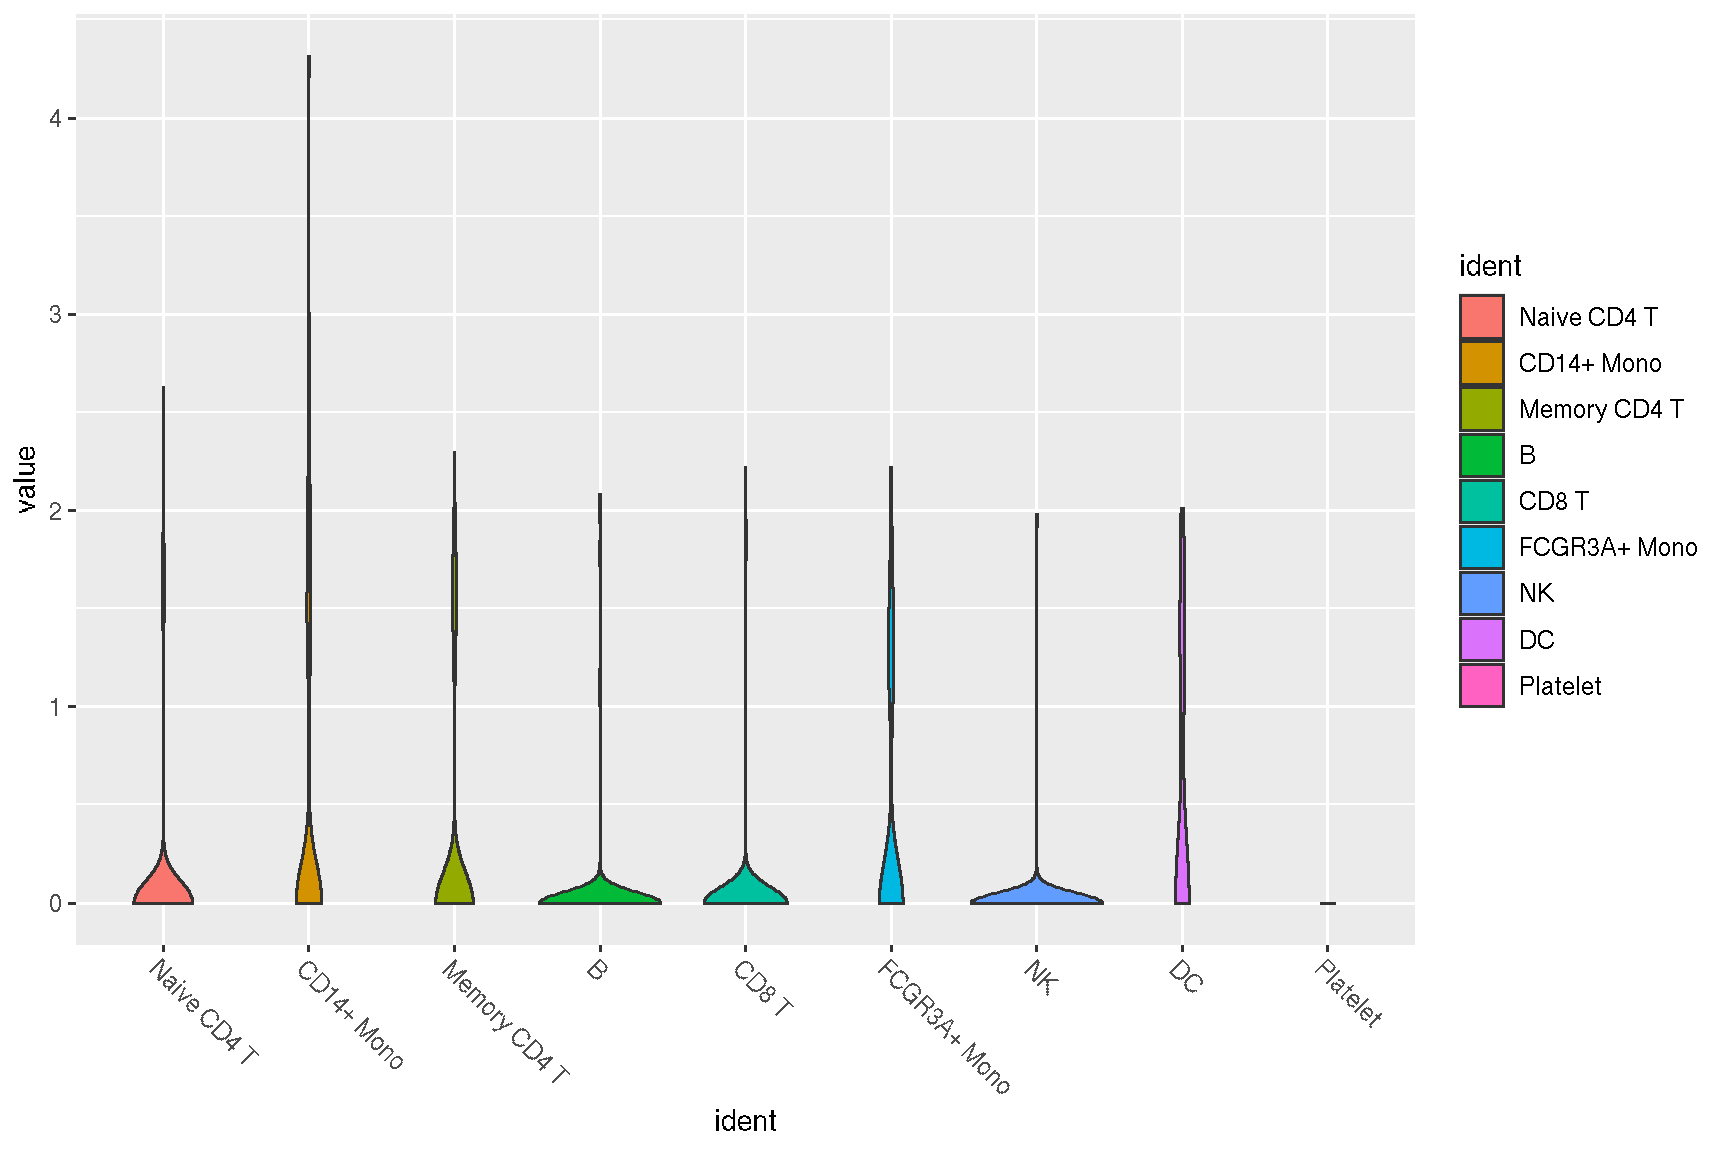 value
4
3
2
1
0
Naive CD4 T
CD14+ Mono
Memory CD4 T
B
CD8 T
FCGR3A+ Mono
NK
DC
Platelet
ident
ident
Naive CD4 T
CD14+ Mono
Memory CD4 T
B
CD8 T
FCGR3A+ Mono
NK
DC
Platelet